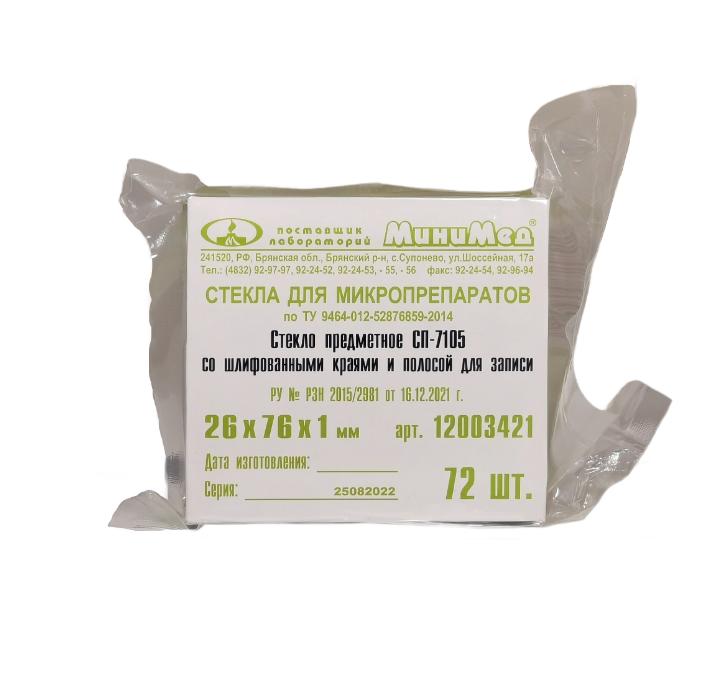 поставщик
лабораторий
МиниМед®
241520, РФ, Брянская обл., Брянский р-н, с.Супонево, ул.Шоссейная, 17а
Тел.: (4832) 92-97-97, 92-24-52, 92-24-53, - 55, - 56 факс: 92-24-54, 92-96-94
СТЕКЛА ДЛЯ МИКРОПРЕПАРАТОВ
по ТУ 9464-012-52876859-2014
Стекло предметное СП-7105
со шлифованными краями и полосой для записи
РУ № РЗН 2015/2981 от 16.12.2021 г.
26 х 76 х 1 мм арт. 12003421
Дата изготовления:
Серия: 25082022 72 шт.